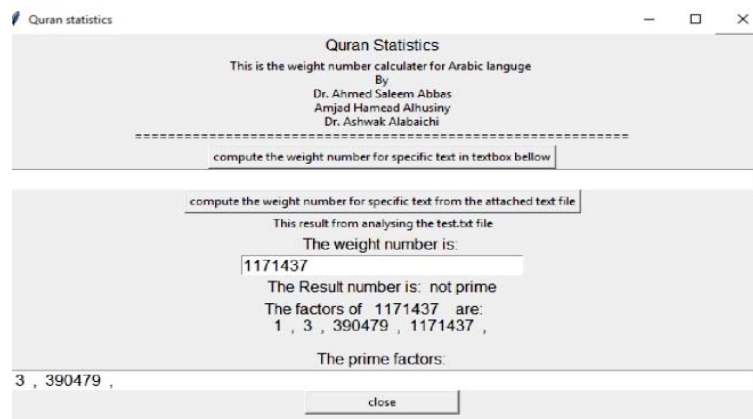 Quran statistics
Quran Statistics
This is the weight number calculater for Arabic languge
By
Dr. Ahmed Saleem Abbas
Amjad Hamead Alhusiny
Dr. Ashwak Alabaichi
============================================================
compute the weight number for specific text in textbox bellow
compute the weight number for specific text from the attached text file
This result from analysing the test.txt file
The weight number is:
1171437
The Result number is: not prime
The factors of 1171437 are:
1 , 3 , 390479 , 1171437 ,
The prime factors:
3 , 390479 ,
close